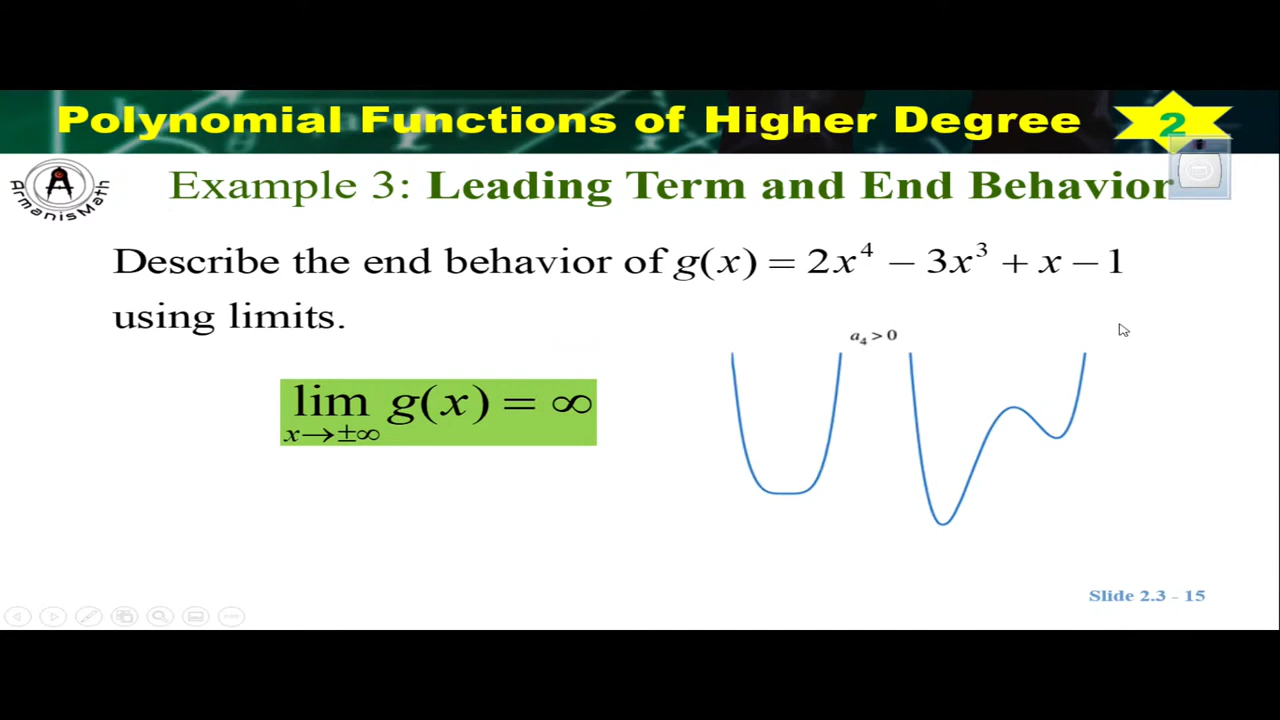 Polynomial Functions of Higher Degree 2
ArmanisMath
Example 3: Leading Term and End Behavior
Describe the end behavior of g(x) = 2x⁴ − 3x³ + x − 1
using limits.
a₄ > 0
lim g(x) = ∞
x→±∞
Slide 2.3 - 15